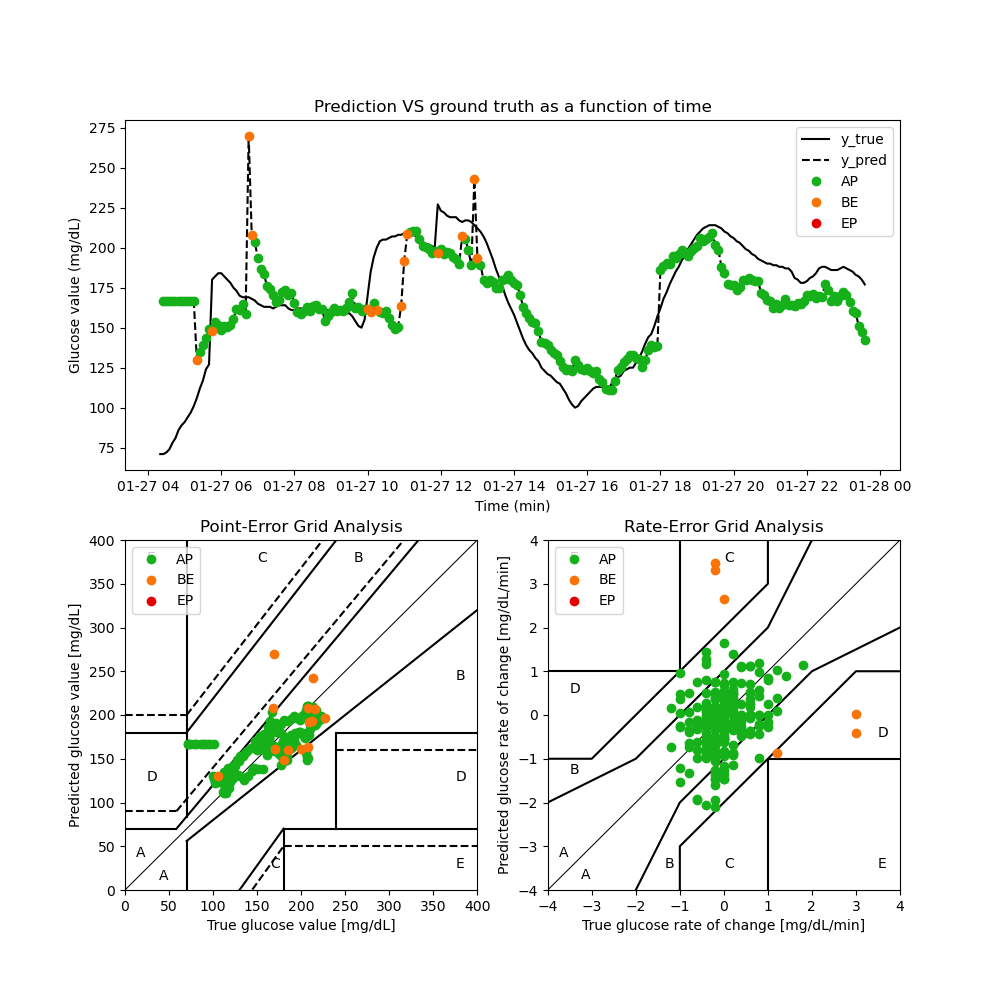 Prediction VS ground truth as a function of time
Glucose value (mg/dL)
275
250
225
200
175
150
125
100
75
y_true
y_pred
AP
BE
EP
01-27 04 01-27 06 01-27 08 01-27 10 01-27 12 01-27 14 01-27 16 01-27 18 01-27 20 01-27 22 01-28 00
Time (min)
Point-Error Grid Analysis
Predicted glucose value [mg/dL]
400
350
300
250
200
150
100
50
0
AP
BE
EP
C
B
B
D
D
A
A
C
E
0 50 100 150 200 250 300 350 400
True glucose value [mg/dL]
Rate-Error Grid Analysis
Predicted glucose rate of change [mg/dL/min]
4
3
2
1
0
−1
−2
−3
−4
AP
BE
EP
C
D
D
B
A
A
B
C
E
−4 −3 −2 −1 0 1 2 3 4
True glucose rate of change [mg/dL/min]